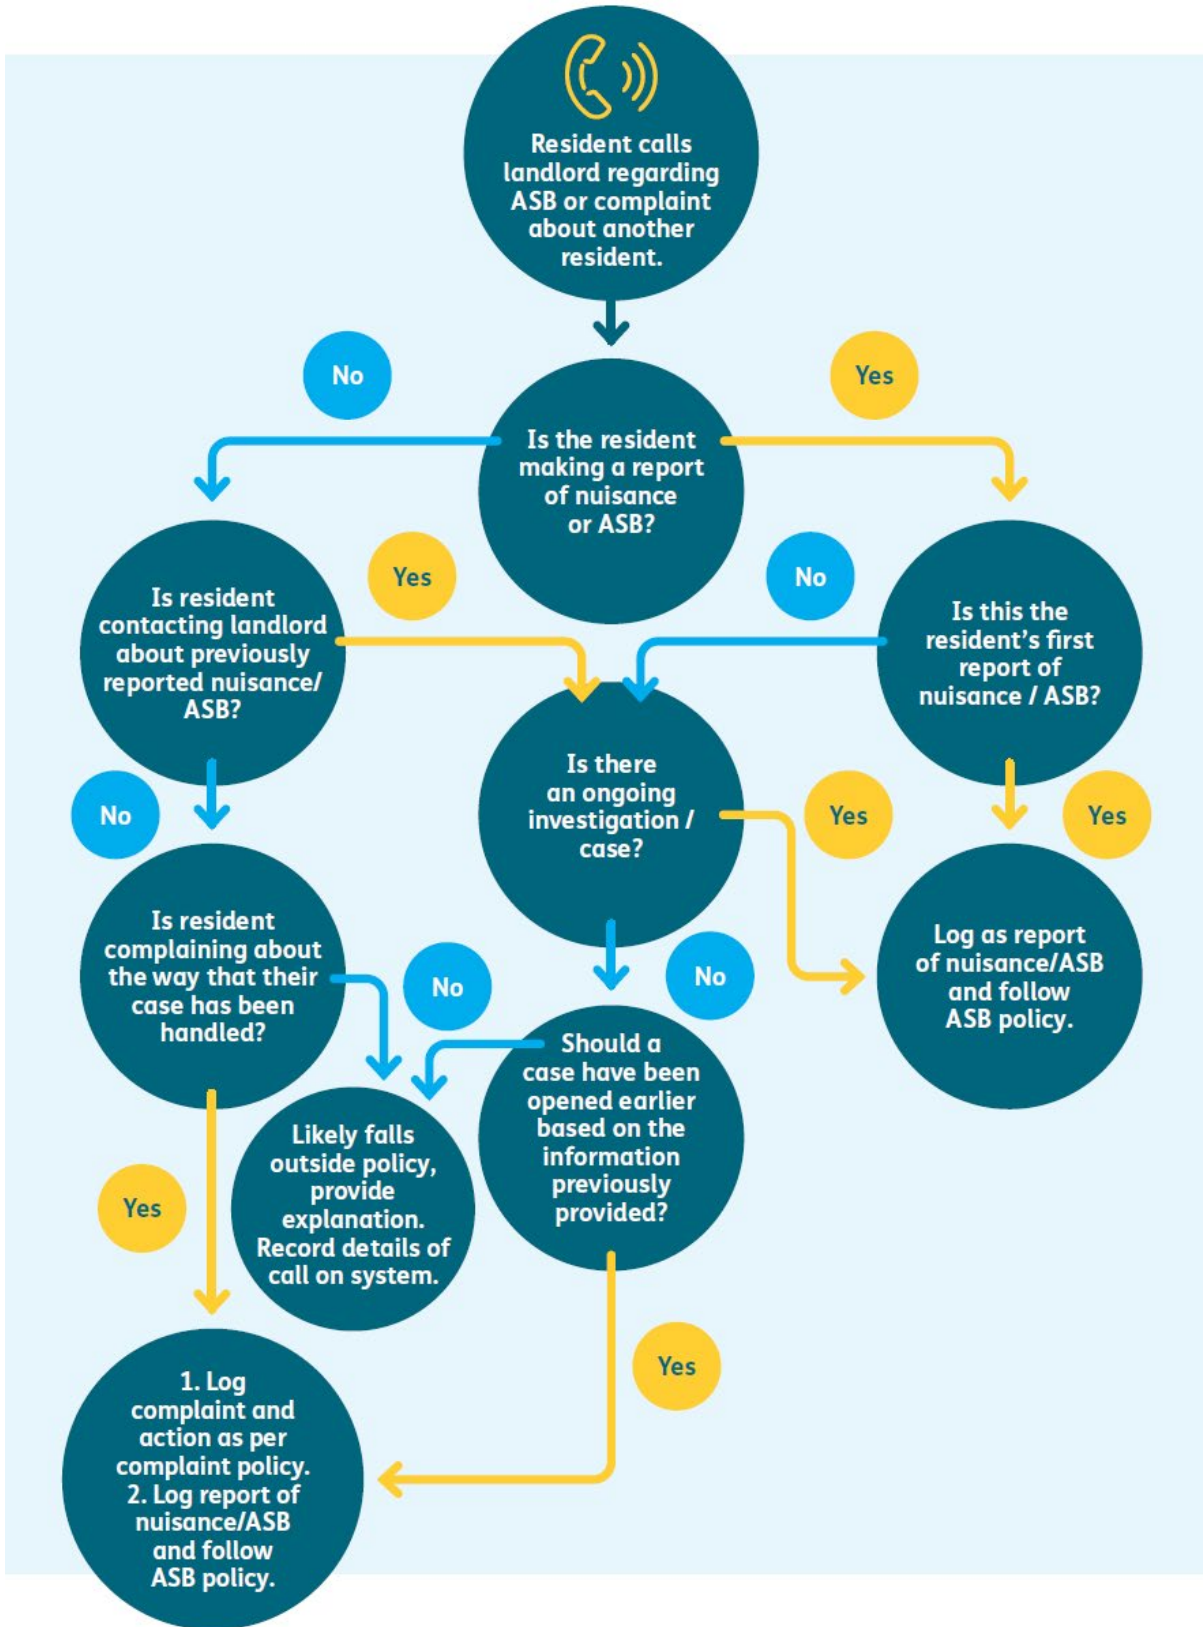 Resident calls
landlord regarding
ASB or complaint
about another
resident.
No
Yes
Is the resident
making a report
of nuisance
or ASB?
Is resident
contacting landlord
about previously
reported nuisance/
ASB?
Yes
No
Is this the
resident's first
report of
nuisance / ASB?
No
Is there
an ongoing
investigation /
case?
Yes
Yes
Is resident
complaining about
the way that their
case has been
handled?
No
No
Log as report
of nuisance/ASB
and follow
ASB policy.
Should a
case have been
opened earlier
based on the
information
previously
provided?
Likely falls
outside policy,
provide
explanation.
Record details of
call on system.
Yes
Yes
1. Log
complaint and
action as per
complaint policy.
2. Log report of
nuisance/ASB
and follow
ASB policy.